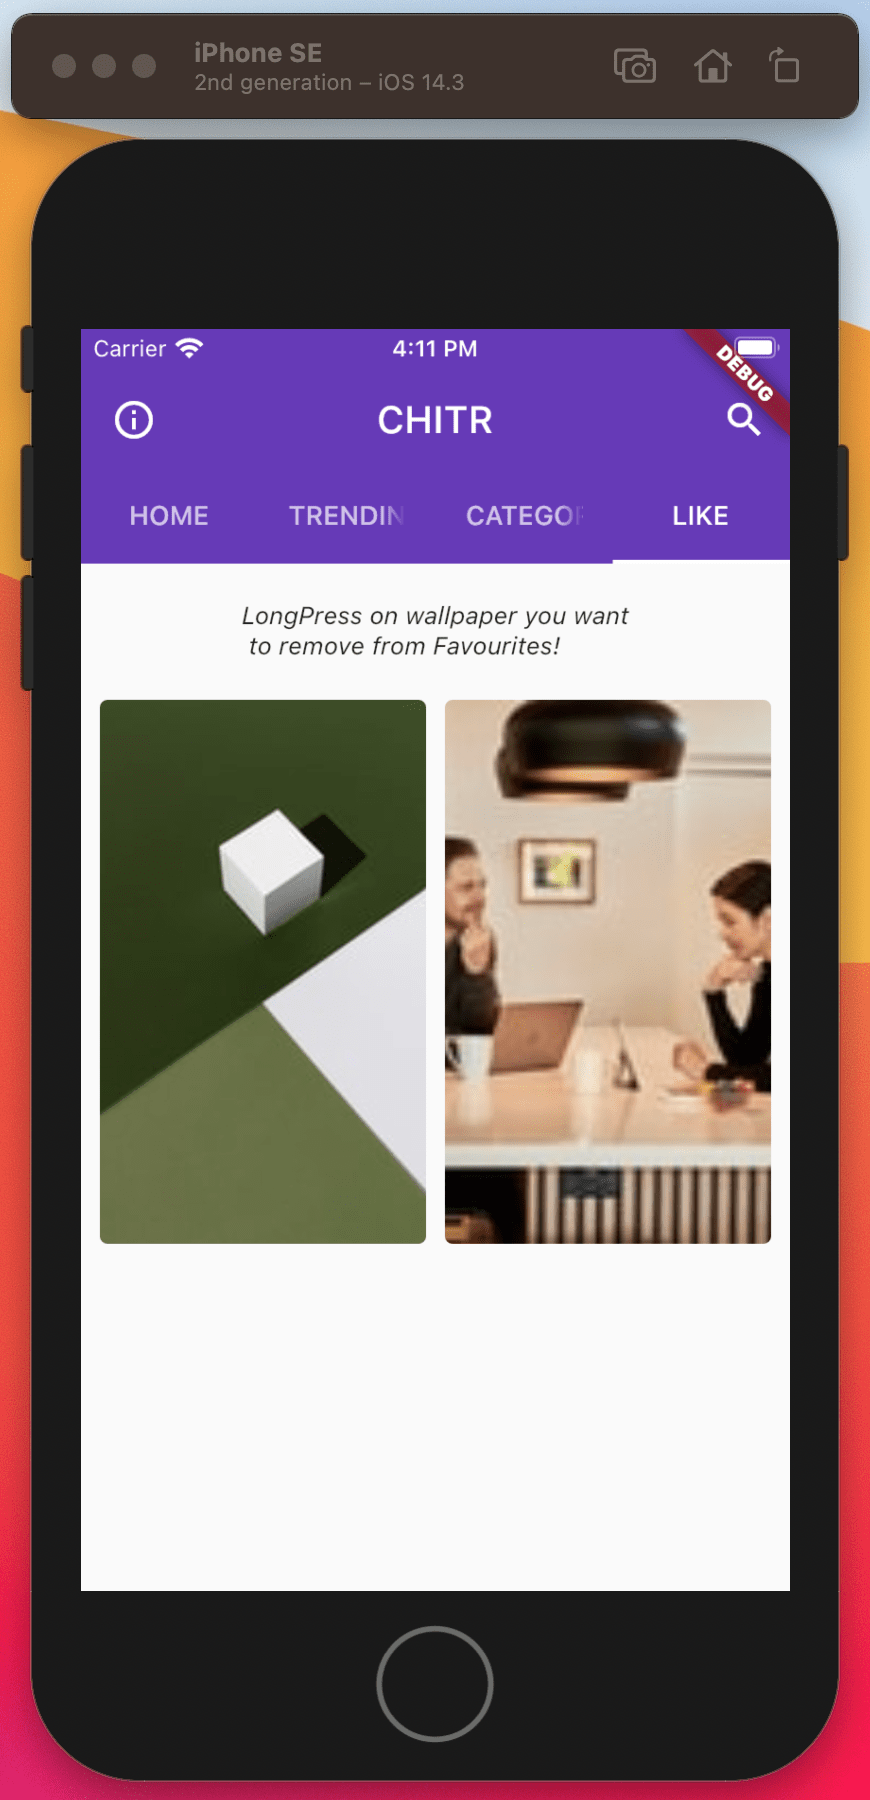 iPhone SE
2nd generation – iOS 14.3
Carrier 4:11 PM
DEBUG
CHITR
HOME TRENDIN CATEGOR LIKE
LongPress on wallpaper you want
to remove from Favourites!